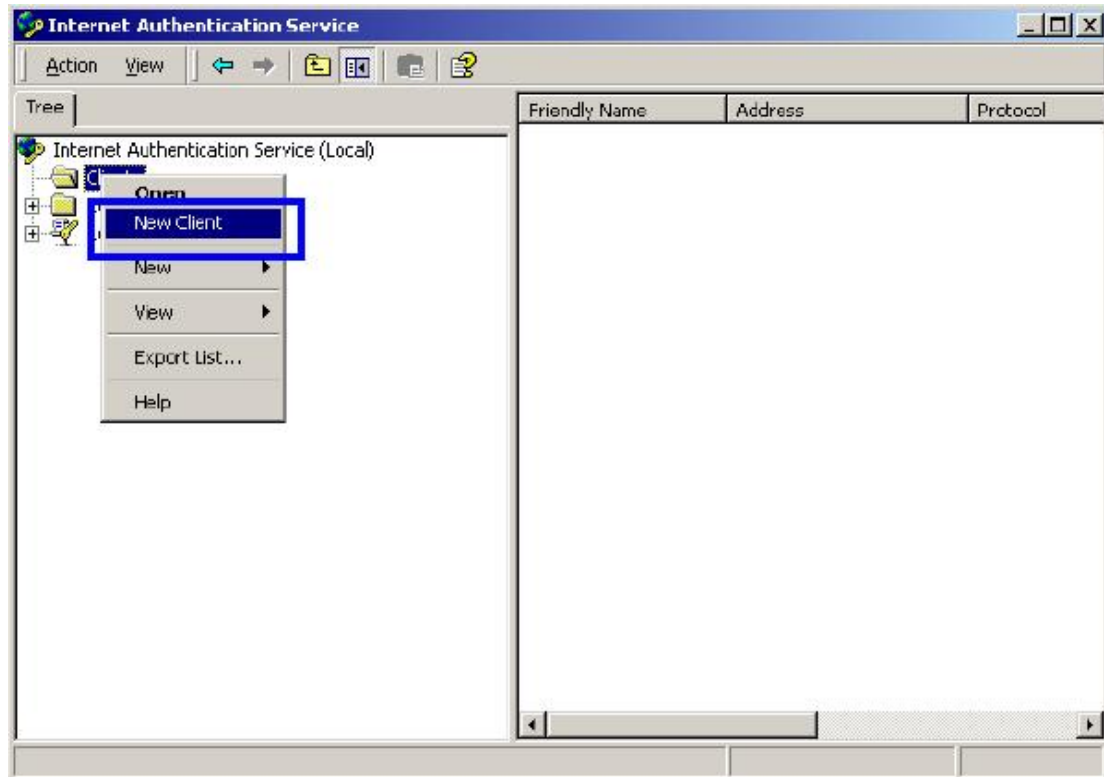 Internet Authentication Service
Action View
Tree
Friendly Name Address Protocol
Internet Authentication Service (Local)
Open
New Client
New
View
Export List...
Help